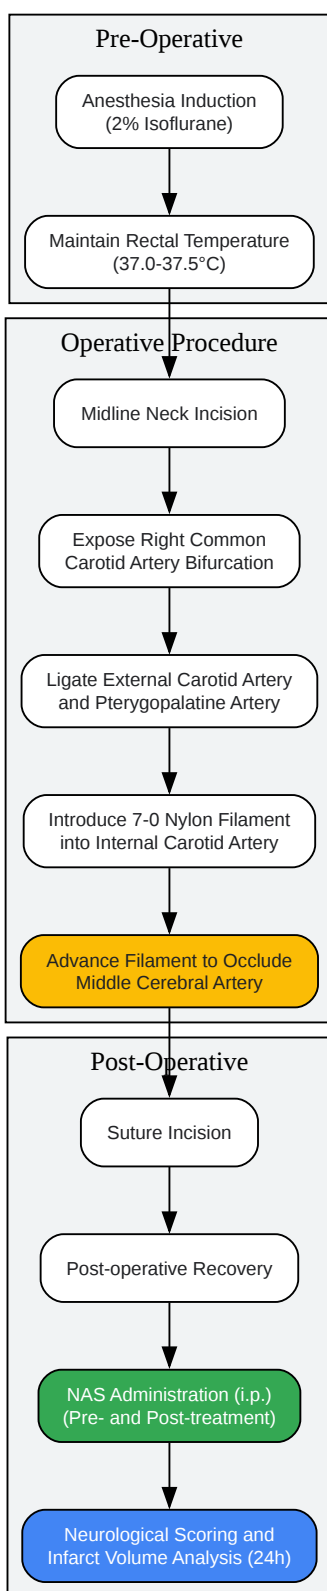 Pre-Operative
Anesthesia Induction
(2% Isoflurane)
Maintain Rectal Temperature
(37.0-37.5°C)
Operative Procedure
Midline Neck Incision
Expose Right Common
Carotid Artery Bifurcation
Ligate External Carotid Artery
and Pterygopalatine Artery
Introduce 7-0 Nylon Filament
into Internal Carotid Artery
Advance Filament to Occlude
Middle Cerebral Artery
Post-Operative
Suture Incision
Post-operative Recovery
NAS Administration (i.p.)
(Pre- and Post-treatment)
Neurological Scoring and
Infarct Volume Analysis (24h)